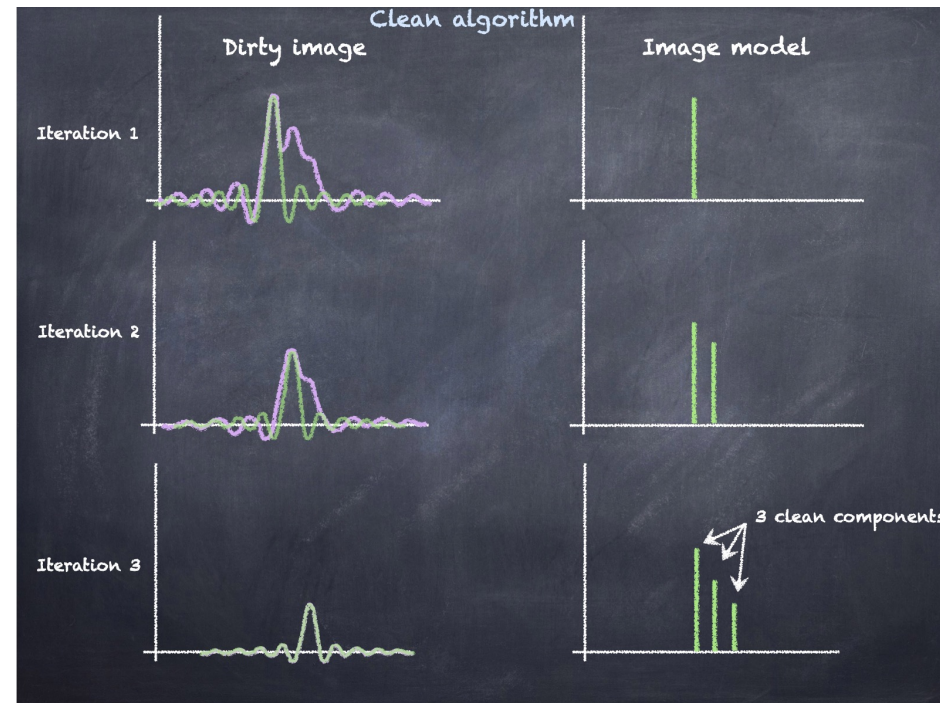 Clean algorithm
Dirty image
Image model
Iteration 1
Iteration 2
3 clean components
Iteration 3